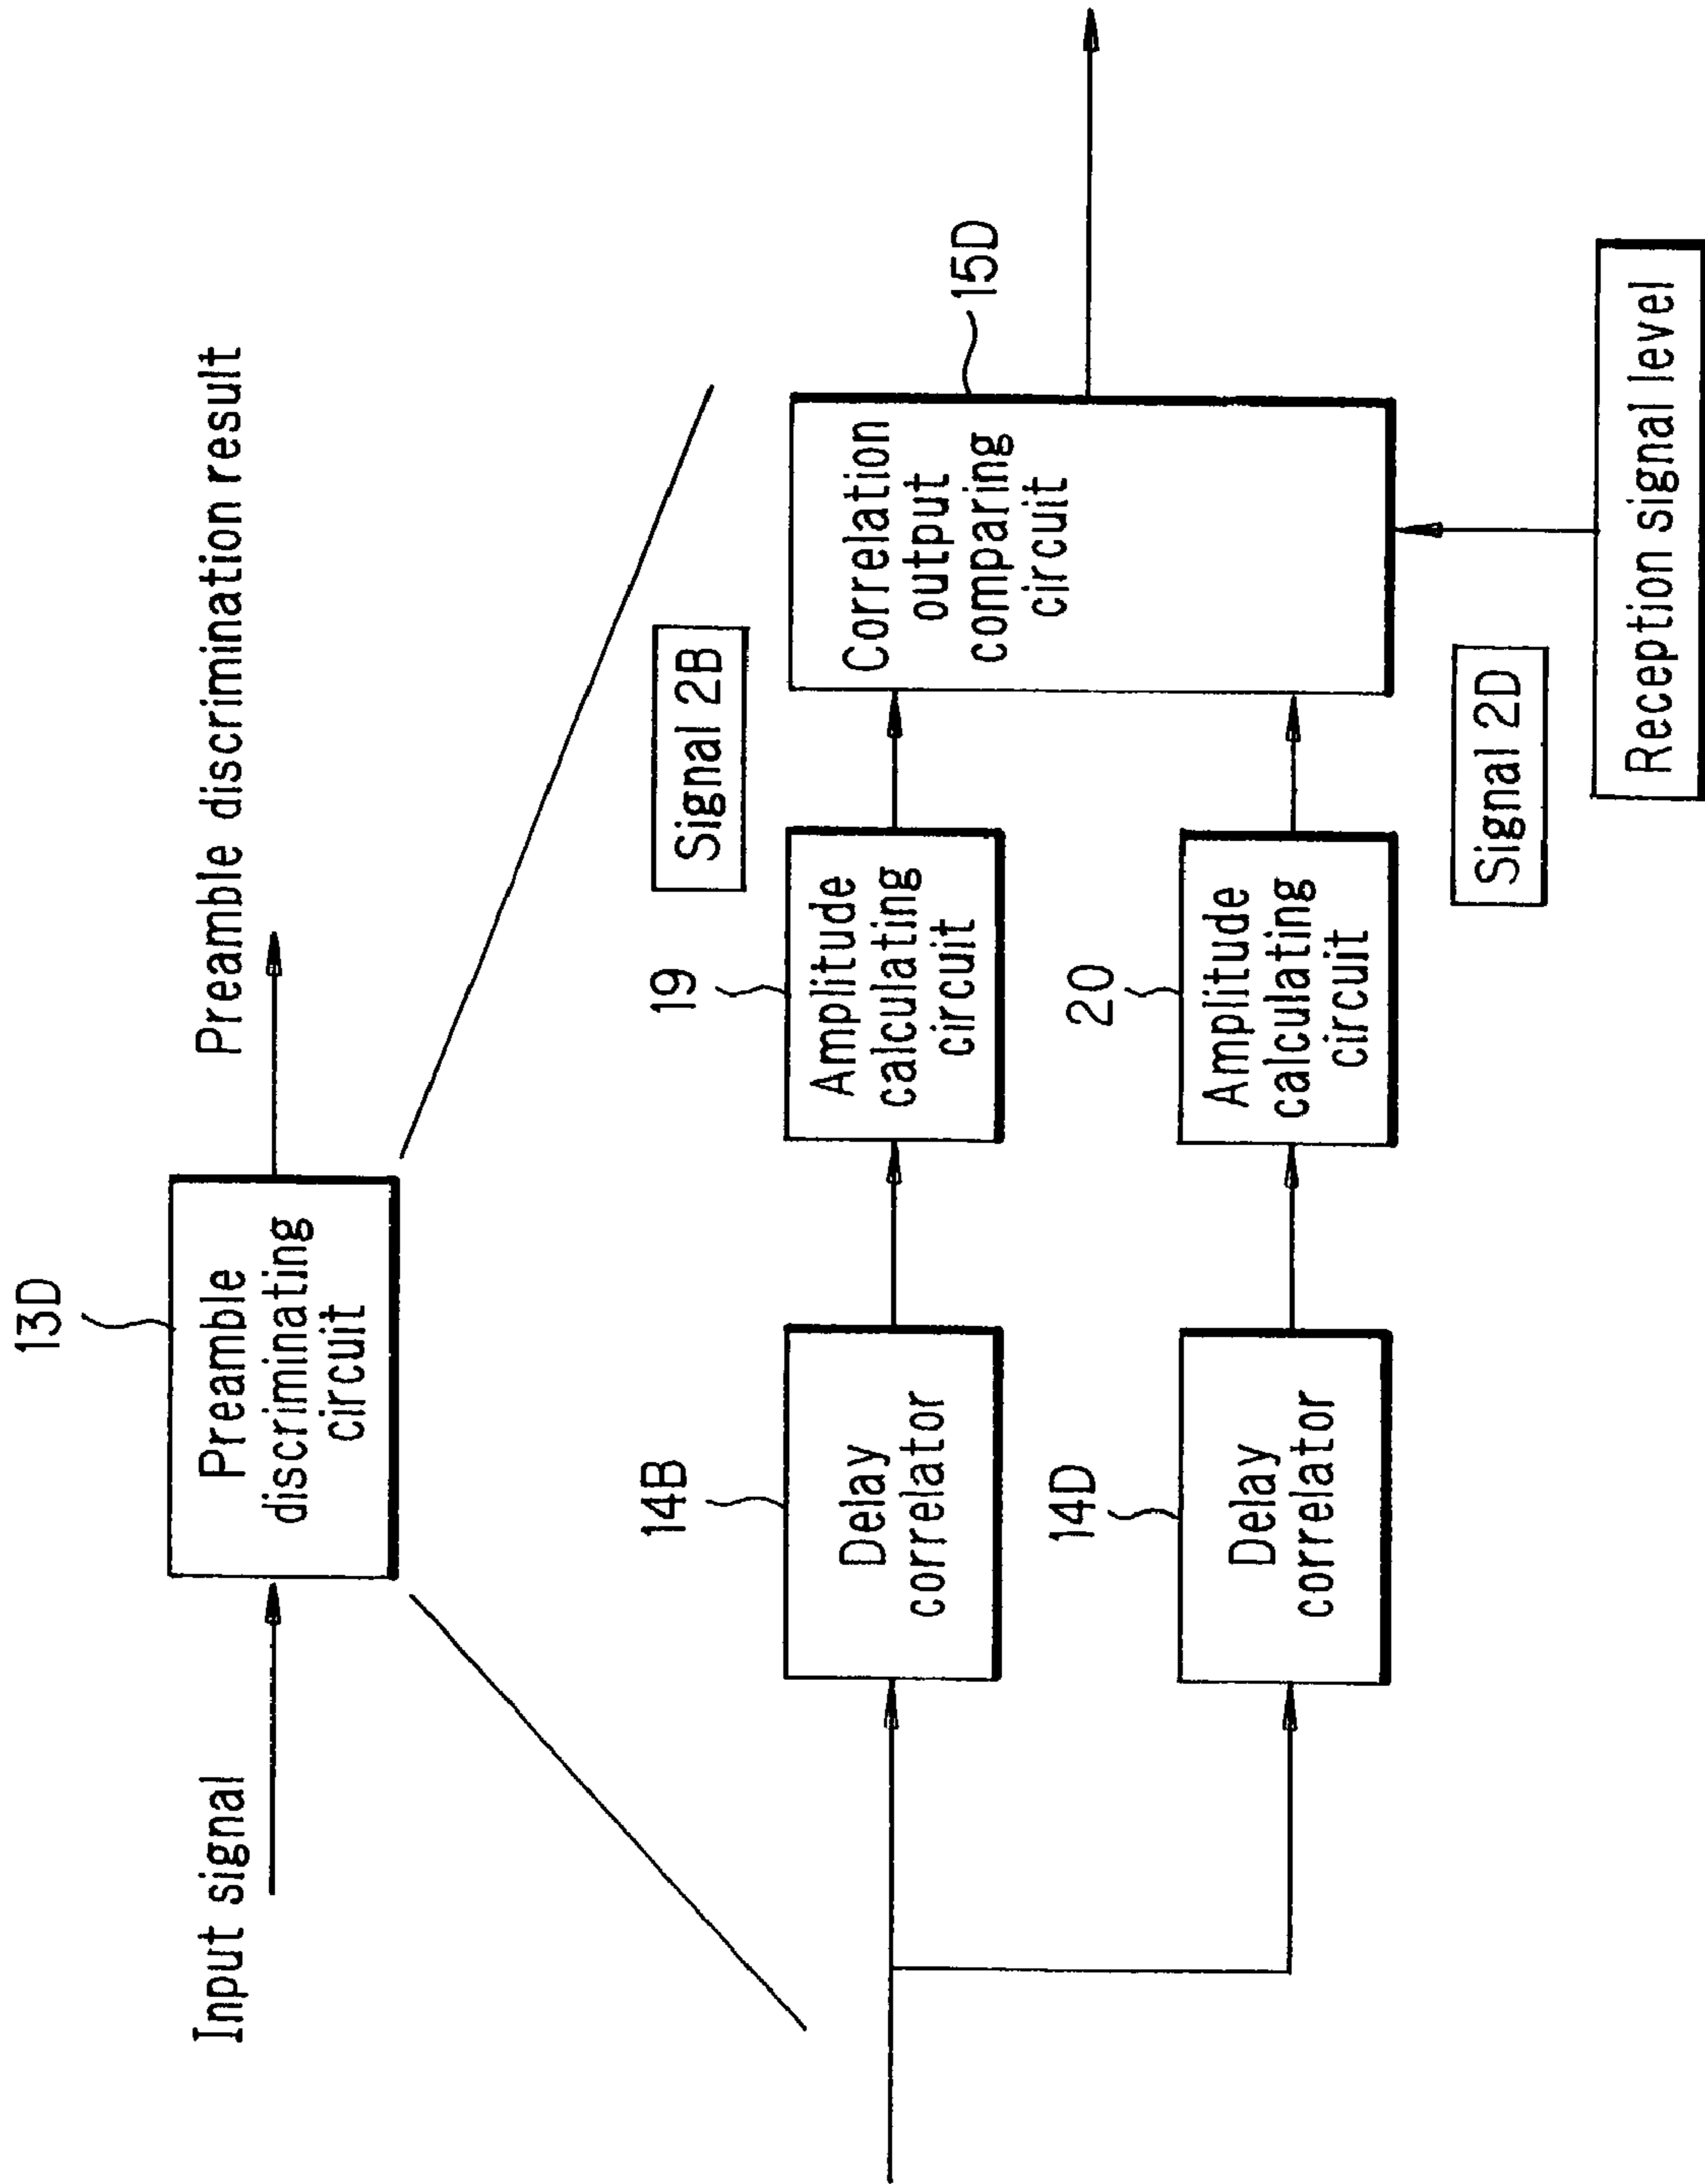 13D
Input signal
Preamble
discriminating
circuit
Preamble discrimination result
14B
Delay
correlator
19
Amplitude
calculating
circuit
Signal 2B
Correlation
output
comparing
circuit
15D
14D
Delay
correlator
20
Amplitude
calculating
circuit
Signal 2D
Reception signal level